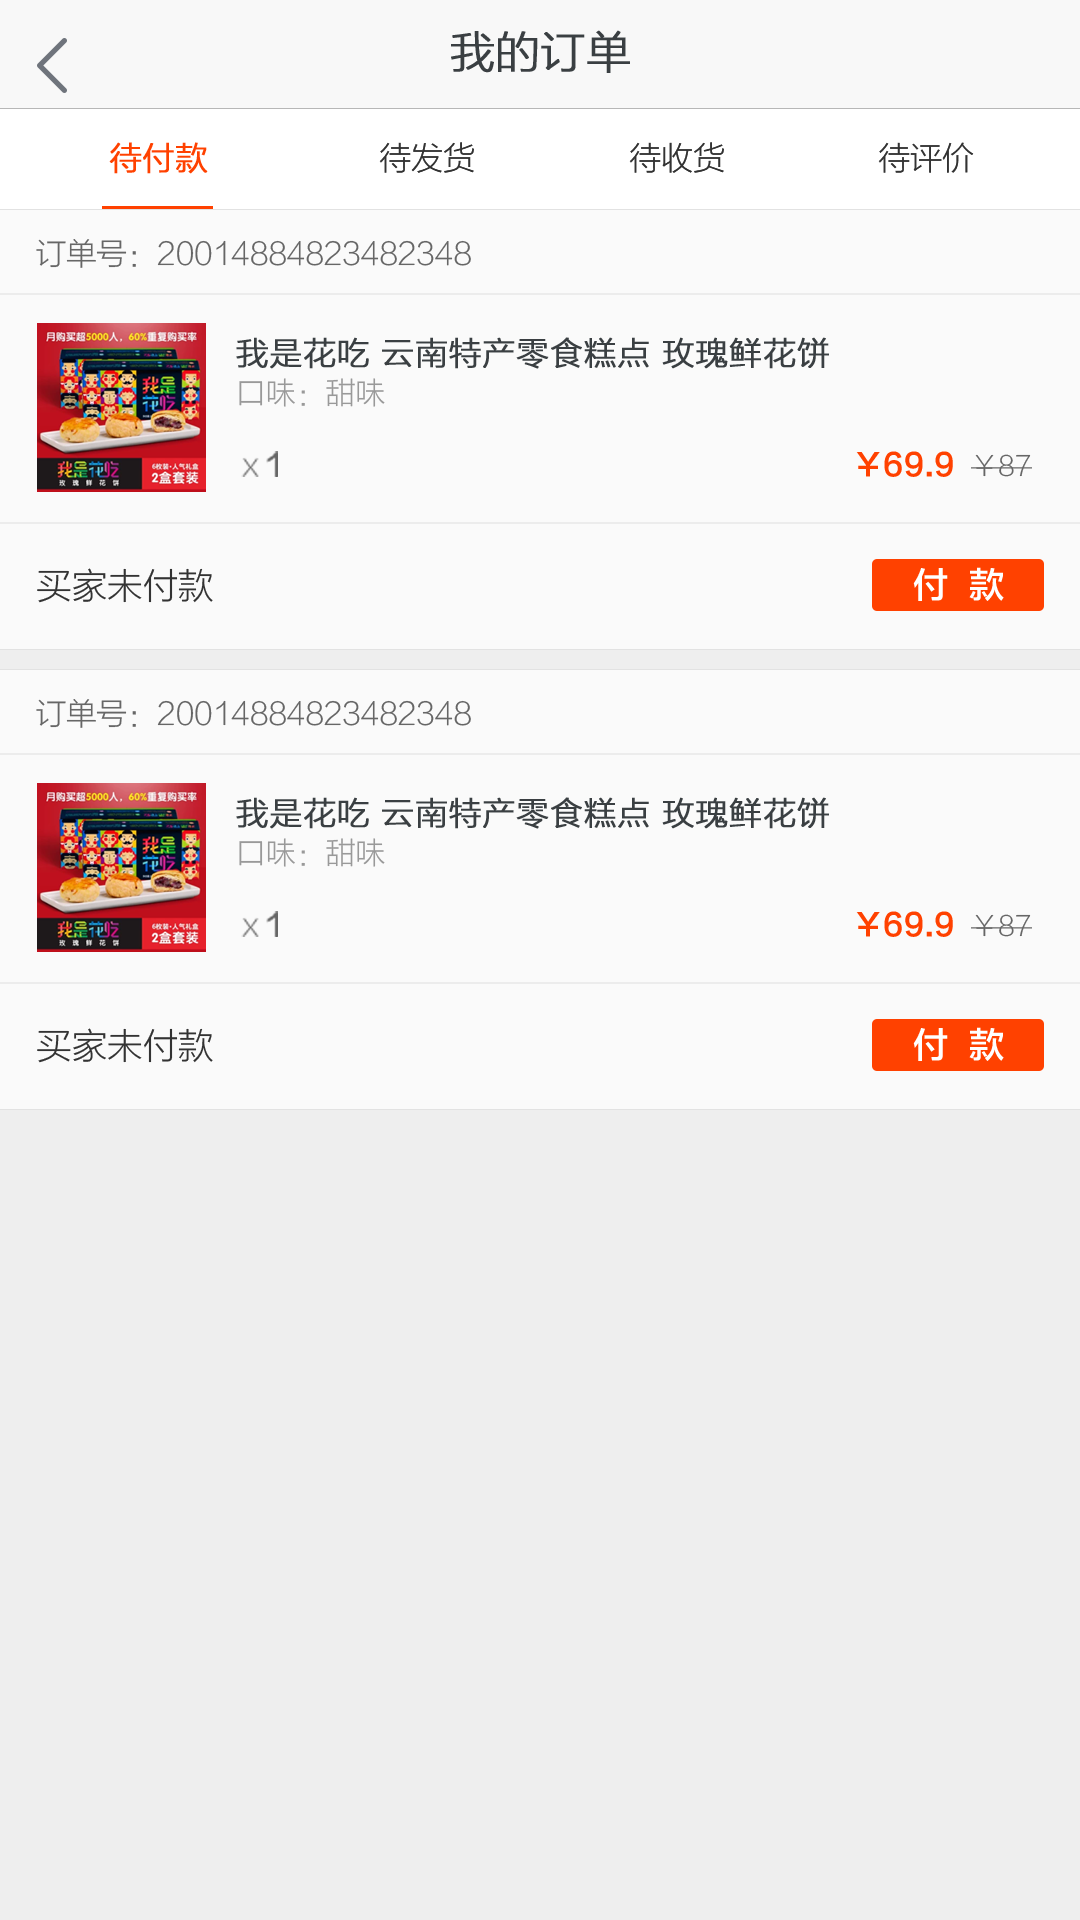 我的订单
待付款 待发货 待收货 待评价
订单号：20014884823482348
月购买超5000人，60%重复购买率
我是花吃
我是花吃
玫瑰鲜花饼
6枚装·人气礼盒
2盒套装
我是花吃 云南特产零食糕点 玫瑰鲜花饼
口味：甜味
x1
¥69.9 ¥87
买家未付款
付 款
订单号：20014884823482348
月购买超5000人，60%重复购买率
我是花吃
我是花吃
玫瑰鲜花饼
6枚装·人气礼盒
2盒套装
我是花吃 云南特产零食糕点 玫瑰鲜花饼
口味：甜味
x1
¥69.9 ¥87
买家未付款
付 款